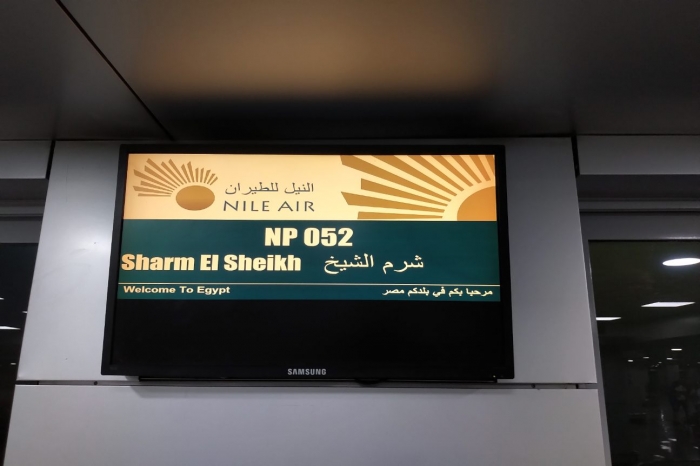 النيل للطيران
NILE AIR
NP 052
Sharm El Sheikh شرم الشيخ
Welcome To Egypt مرحبا بكم في بلدكم مصر
SAMSUNG